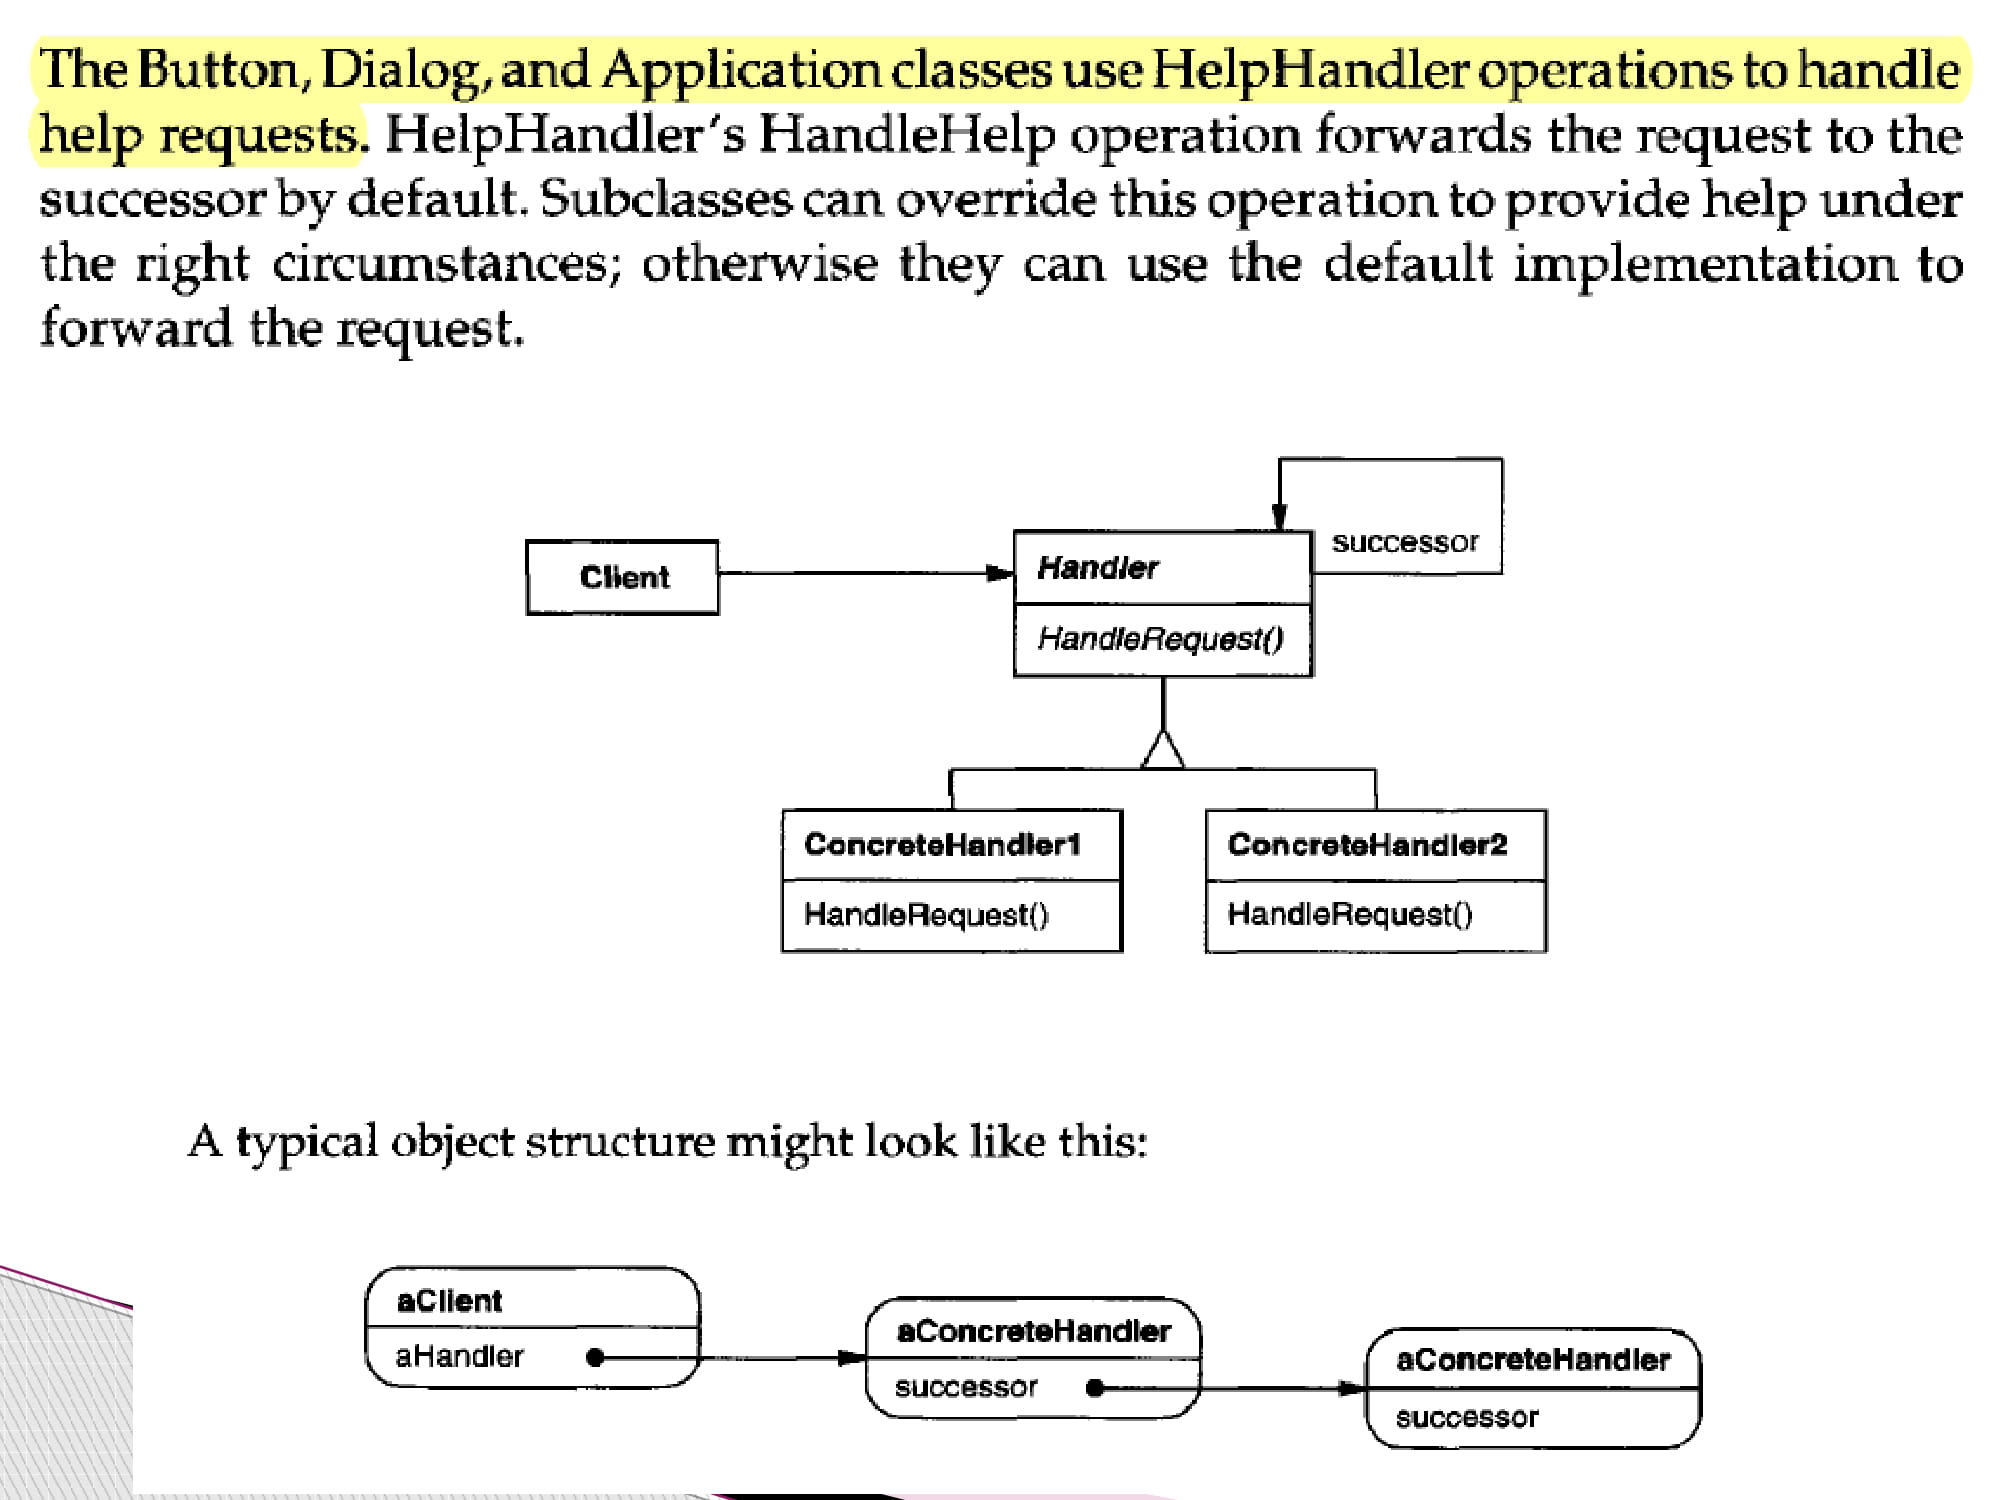 The Button, Dialog, and Application classes use HelpHandler operations to handle
help requests. HelpHandler's HandleHelp operation forwards the request to the
successor by default. Subclasses can override this operation to provide help under
the right circumstances; otherwise they can use the default implementation to
forward the request.
successor
Client
Handler
HandleRequest()
ConcreteHandler1
HandleRequest()
ConcreteHandler2
HandleRequest()
A typical object structure might look like this:
aClient
aHandler
aConcreteHandler
successor
aConcreteHandler
successor